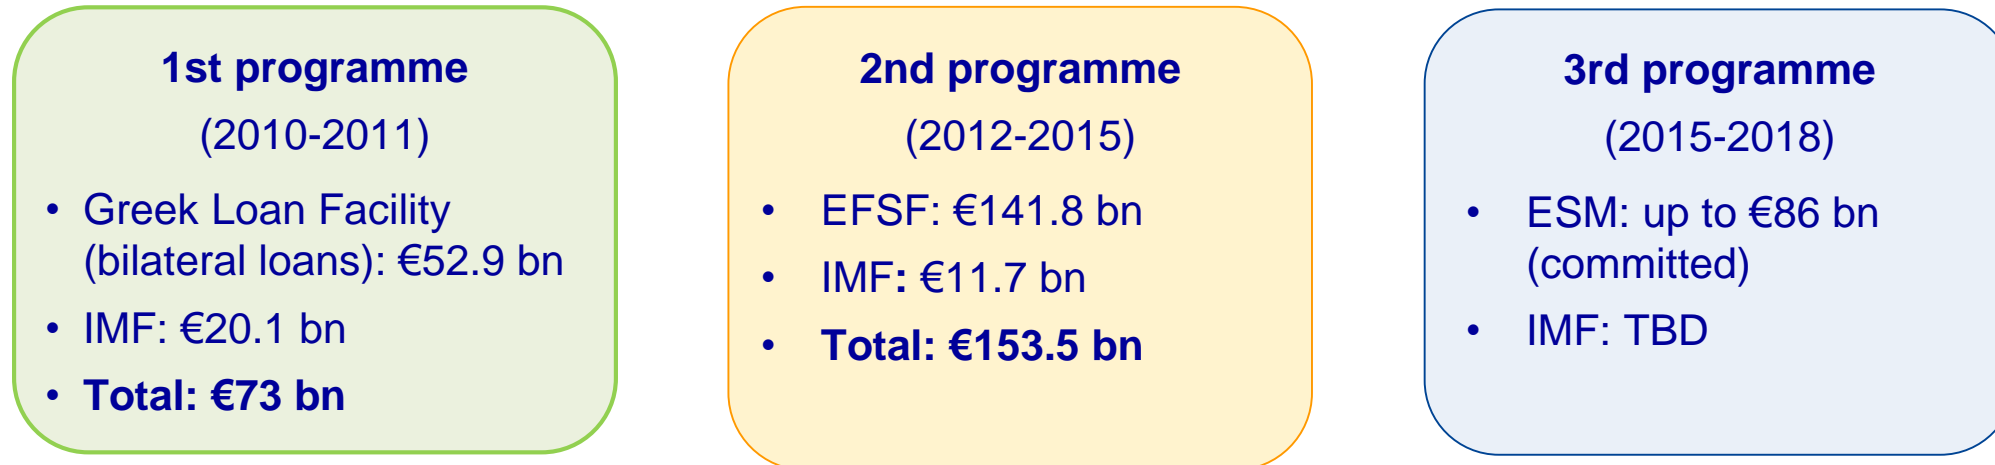 1st programme
(2010-2011)
• Greek Loan Facility
(bilateral loans): €52.9 bn
• IMF: €20.1 bn
• Total: €73 bn
2nd programme
(2012-2015)
• EFSF: €141.8 bn
• IMF: €11.7 bn
• Total: €153.5 bn
3rd programme
(2015-2018)
• ESM: up to €86 bn
(committed)
• IMF: TBD